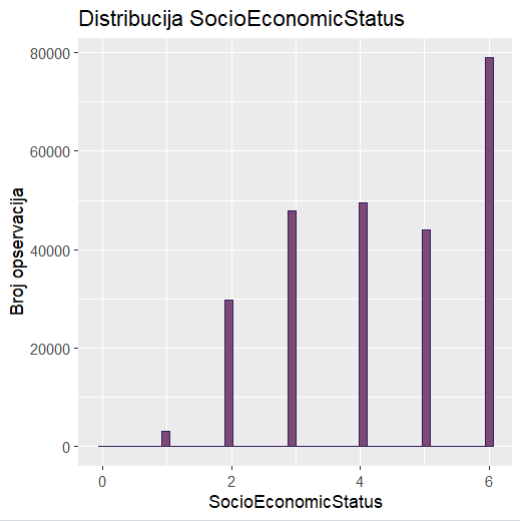 Distribucija SocioEconomicStatus
80000
60000
40000
20000
0
Broj opservacija
0 2 4 6
SocioEconomicStatus